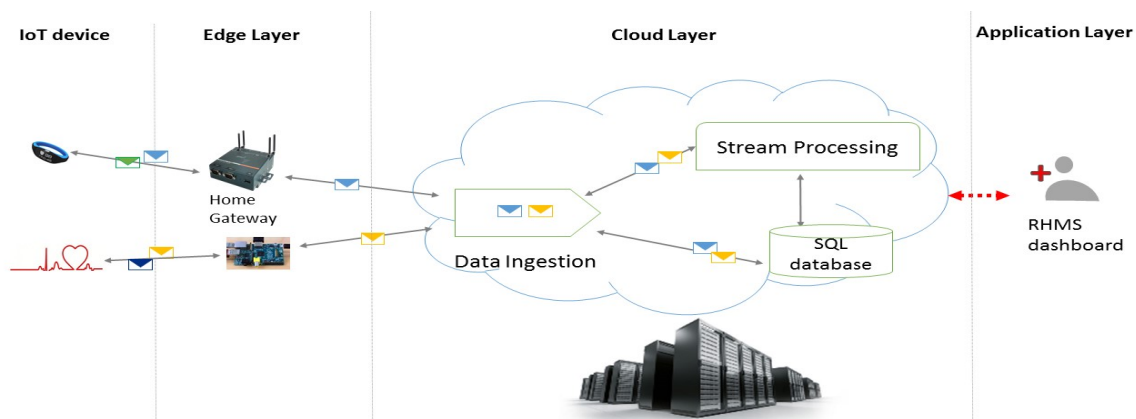 IoT device
Edge Layer
Cloud Layer
Application Layer
Stream Processing
Home
Gateway
Data Ingestion
SQL
database
RHMS
dashboard